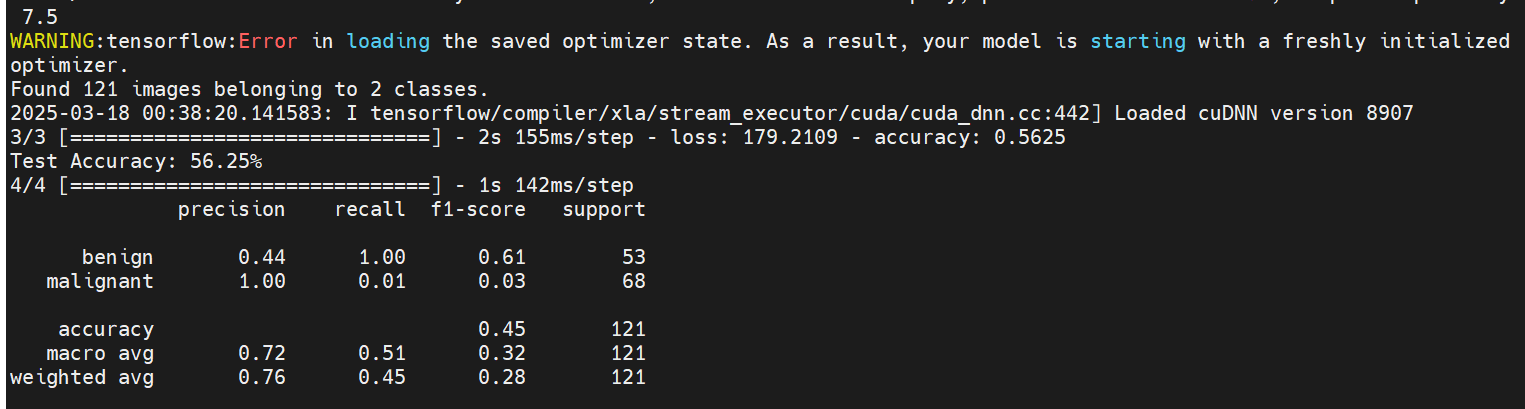 7.5
WARNING:tensorflow:Error in loading the saved optimizer state. As a result, your model is starting with a freshly initialized
optimizer.
Found 121 images belonging to 2 classes.
2025-03-18 00:38:20.141583: I tensorflow/compiler/xla/stream_executor/cuda/cuda_dnn.cc:442] Loaded cuDNN version 8907
3/3 [==============================] - 2s 155ms/step - loss: 179.2109 - accuracy: 0.5625
Test Accuracy: 56.25%
4/4 [==============================] - 1s 142ms/step
precision recall f1-score support
benign 0.44 1.00 0.61 53
malignant 1.00 0.01 0.03 68
accuracy 0.45 121
macro avg 0.72 0.51 0.32 121
weighted avg 0.76 0.45 0.28 121